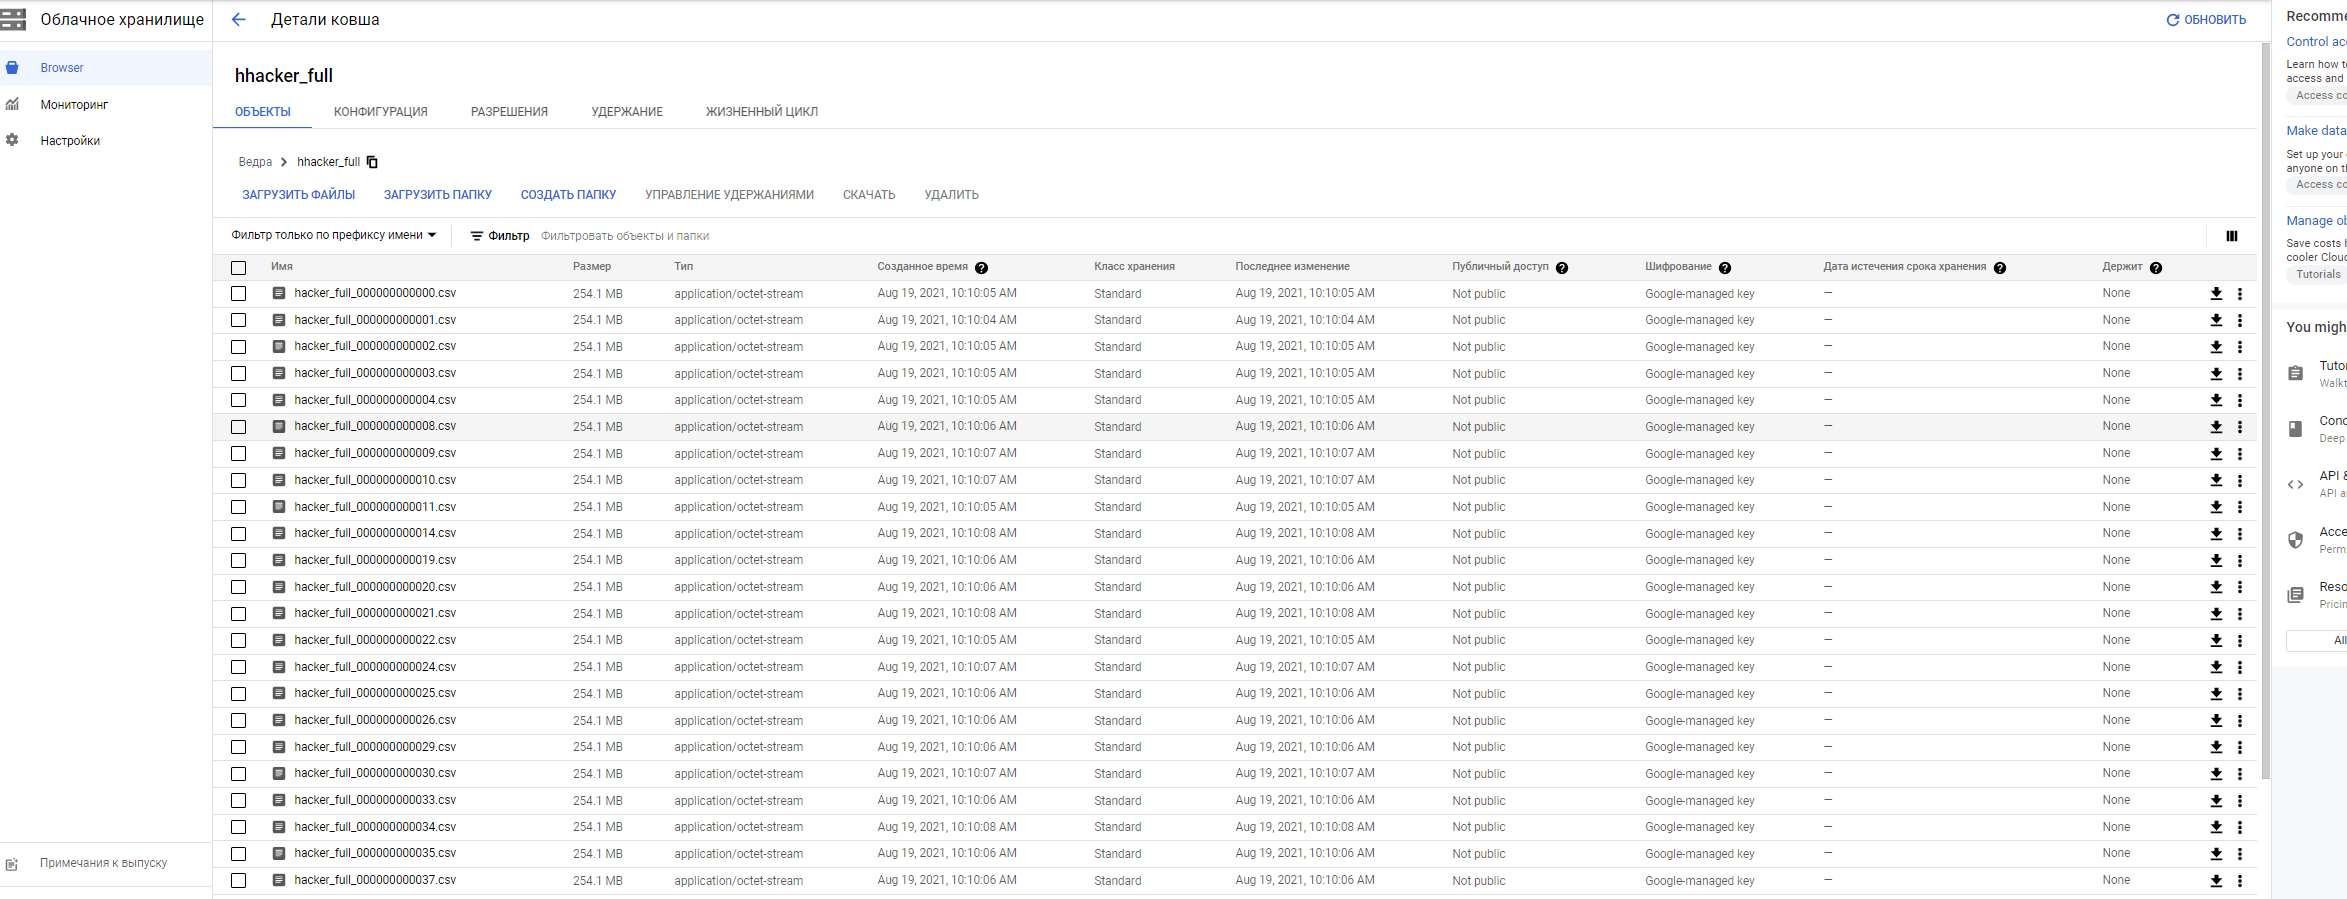 Облачное хранилище
Детали ковша
ОБНОВИТЬ
Browser
Мониторинг
Настройки
Примечания к выпуску
hhacker_full
ОБЪЕКТЫ КОНФИГУРАЦИЯ РАЗРЕШЕНИЯ УДЕРЖАНИЕ ЖИЗНЕННЫЙ ЦИКЛ
Ведра hhacker_full
ЗАГРУЗИТЬ ФАЙЛЫ ЗАГРУЗИТЬ ПАПКУ СОЗДАТЬ ПАПКУ УПРАВЛЕНИЕ УДЕРЖАНИЯМИ СКАЧАТЬ УДАЛИТЬ
Фильтр только по префиксу имени Фильтр Фильтровать объекты и папки
Имя Размер Тип Созданное время Класс хранения Последнее изменение Публичный доступ Шифрование Дата истечения срока хранения Держит
hacker_full_000000000000.csv 254.1 MB application/octet-stream Aug 19, 2021, 10:10:05 AM Standard Aug 19, 2021, 10:10:05 AM Not public Google-managed key — None
hacker_full_000000000001.csv 254.1 MB application/octet-stream Aug 19, 2021, 10:10:04 AM Standard Aug 19, 2021, 10:10:04 AM Not public Google-managed key — None
hacker_full_000000000002.csv 254.1 MB application/octet-stream Aug 19, 2021, 10:10:05 AM Standard Aug 19, 2021, 10:10:05 AM Not public Google-managed key — None
hacker_full_000000000003.csv 254.1 MB application/octet-stream Aug 19, 2021, 10:10:05 AM Standard Aug 19, 2021, 10:10:05 AM Not public Google-managed key — None
hacker_full_000000000004.csv 254.1 MB application/octet-stream Aug 19, 2021, 10:10:05 AM Standard Aug 19, 2021, 10:10:05 AM Not public Google-managed key — None
hacker_full_000000000008.csv 254.1 MB application/octet-stream Aug 19, 2021, 10:10:06 AM Standard Aug 19, 2021, 10:10:06 AM Not public Google-managed key — None
hacker_full_000000000009.csv 254.1 MB application/octet-stream Aug 19, 2021, 10:10:07 AM Standard Aug 19, 2021, 10:10:07 AM Not public Google-managed key — None
hacker_full_000000000010.csv 254.1 MB application/octet-stream Aug 19, 2021, 10:10:07 AM Standard Aug 19, 2021, 10:10:07 AM Not public Google-managed key — None
hacker_full_000000000011.csv 254.1 MB application/octet-stream Aug 19, 2021, 10:10:05 AM Standard Aug 19, 2021, 10:10:05 AM Not public Google-managed key — None
hacker_full_000000000014.csv 254.1 MB application/octet-stream Aug 19, 2021, 10:10:08 AM Standard Aug 19, 2021, 10:10:08 AM Not public Google-managed key — None
hacker_full_000000000019.csv 254.1 MB application/octet-stream Aug 19, 2021, 10:10:06 AM Standard Aug 19, 2021, 10:10:06 AM Not public Google-managed key — None
hacker_full_000000000020.csv 254.1 MB application/octet-stream Aug 19, 2021, 10:10:06 AM Standard Aug 19, 2021, 10:10:06 AM Not public Google-managed key — None
hacker_full_000000000021.csv 254.1 MB application/octet-stream Aug 19, 2021, 10:10:08 AM Standard Aug 19, 2021, 10:10:08 AM Not public Google-managed key — None
hacker_full_000000000022.csv 254.1 MB application/octet-stream Aug 19, 2021, 10:10:05 AM Standard Aug 19, 2021, 10:10:05 AM Not public Google-managed key — None
hacker_full_000000000024.csv 254.1 MB application/octet-stream Aug 19, 2021, 10:10:07 AM Standard Aug 19, 2021, 10:10:07 AM Not public Google-managed key — None
hacker_full_000000000025.csv 254.1 MB application/octet-stream Aug 19, 2021, 10:10:06 AM Standard Aug 19, 2021, 10:10:06 AM Not public Google-managed key — None
hacker_full_000000000026.csv 254.1 MB application/octet-stream Aug 19, 2021, 10:10:06 AM Standard Aug 19, 2021, 10:10:06 AM Not public Google-managed key — None
hacker_full_000000000029.csv 254.1 MB application/octet-stream Aug 19, 2021, 10:10:06 AM Standard Aug 19, 2021, 10:10:06 AM Not public Google-managed key — None
hacker_full_000000000030.csv 254.1 MB application/octet-stream Aug 19, 2021, 10:10:07 AM Standard Aug 19, 2021, 10:10:07 AM Not public Google-managed key — None
hacker_full_000000000033.csv 254.1 MB application/octet-stream Aug 19, 2021, 10:10:06 AM Standard Aug 19, 2021, 10:10:06 AM Not public Google-managed key — None
hacker_full_000000000034.csv 254.1 MB application/octet-stream Aug 19, 2021, 10:10:08 AM Standard Aug 19, 2021, 10:10:08 AM Not public Google-managed key — None
hacker_full_000000000035.csv 254.1 MB application/octet-stream Aug 19, 2021, 10:10:06 AM Standard Aug 19, 2021, 10:10:06 AM Not public Google-managed key — None
hacker_full_000000000037.csv 254.1 MB application/octet-stream Aug 19, 2021, 10:10:06 AM Standard Aug 19, 2021, 10:10:06 AM Not public Google-managed key — None
Recomme
Control ac
Learn how t
access and
Access co
Make data
Set up your
anyone on t
Access co
Manage ob
Save costs
cooler Clou
Tutorials
You migh
Tuto
Walkt
Conc
Deep
API &
API a
Acce
Perm
Reso
Pricin
All